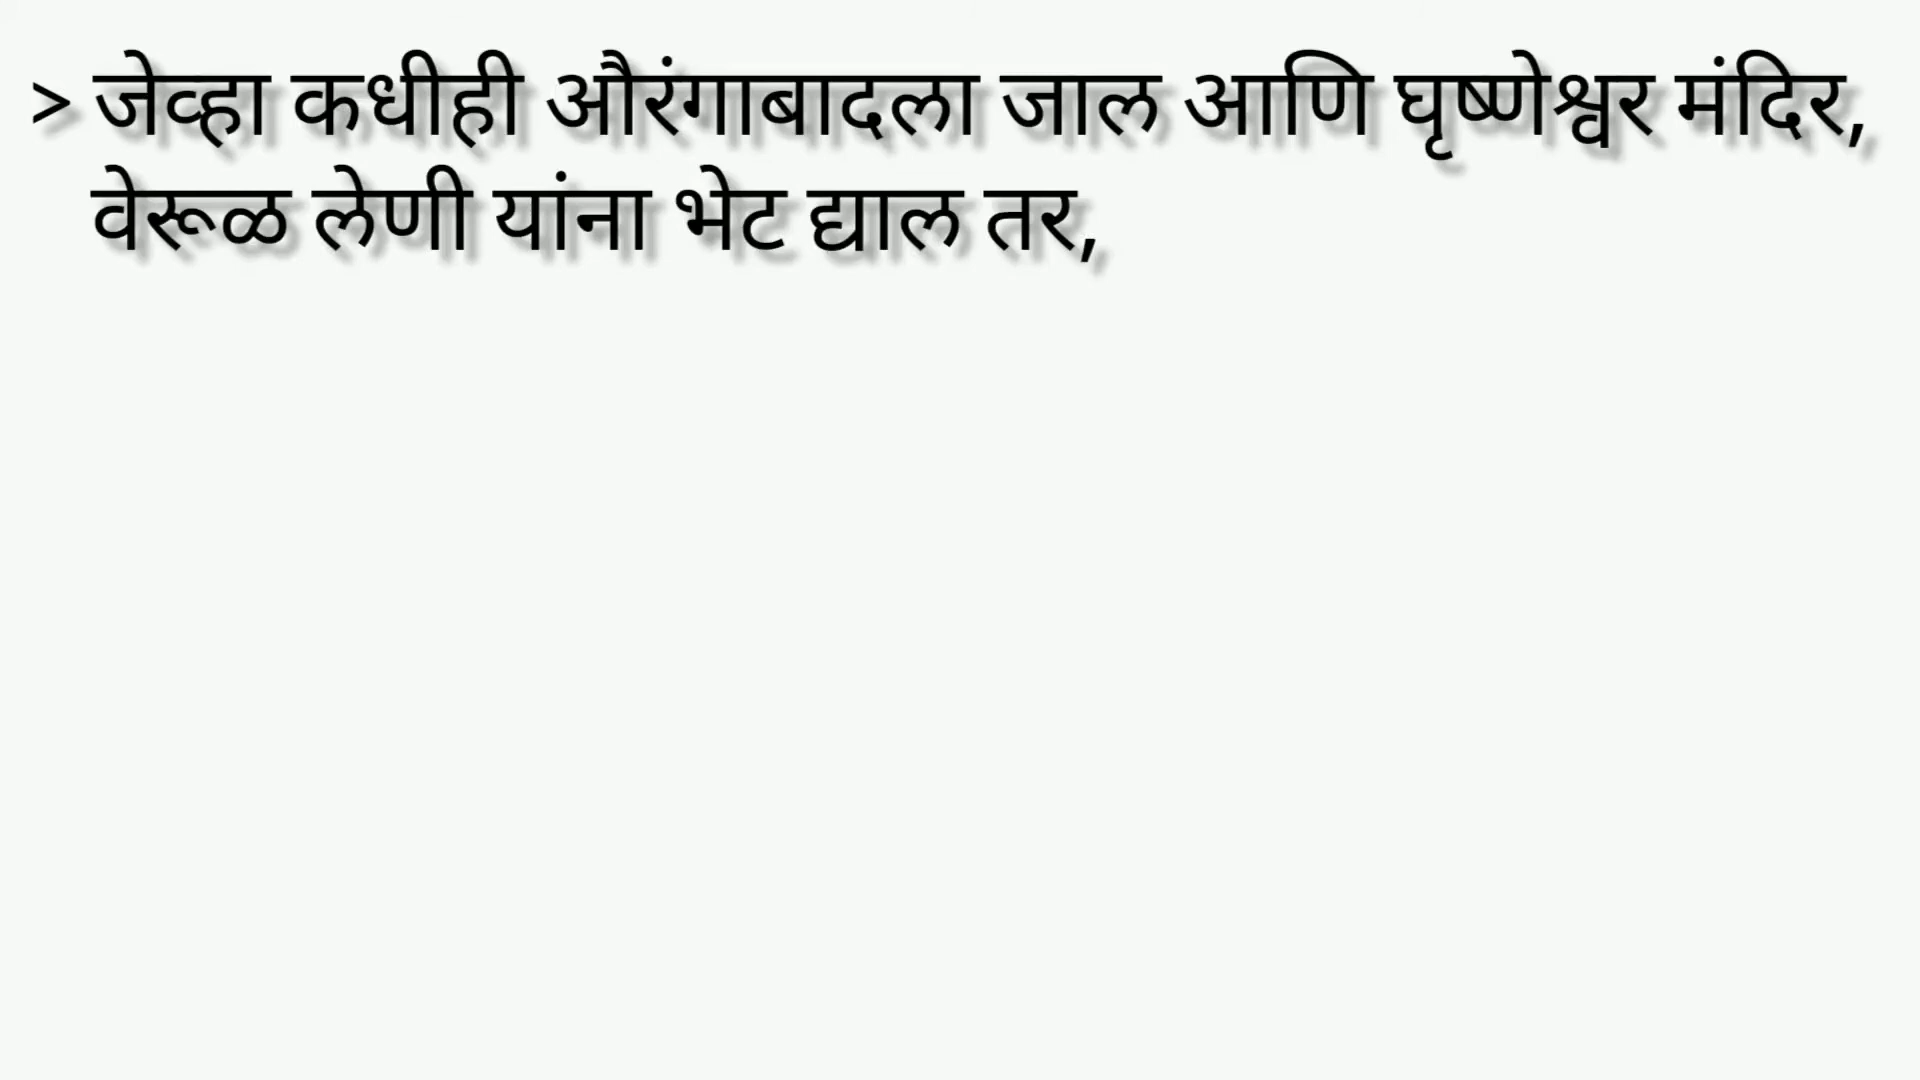 > जेव्हा कधीही औरंगाबादला जाल आणि घृष्णेश्वर मंदिर,
वेरूळ लेणी यांना भेट द्याल तर,